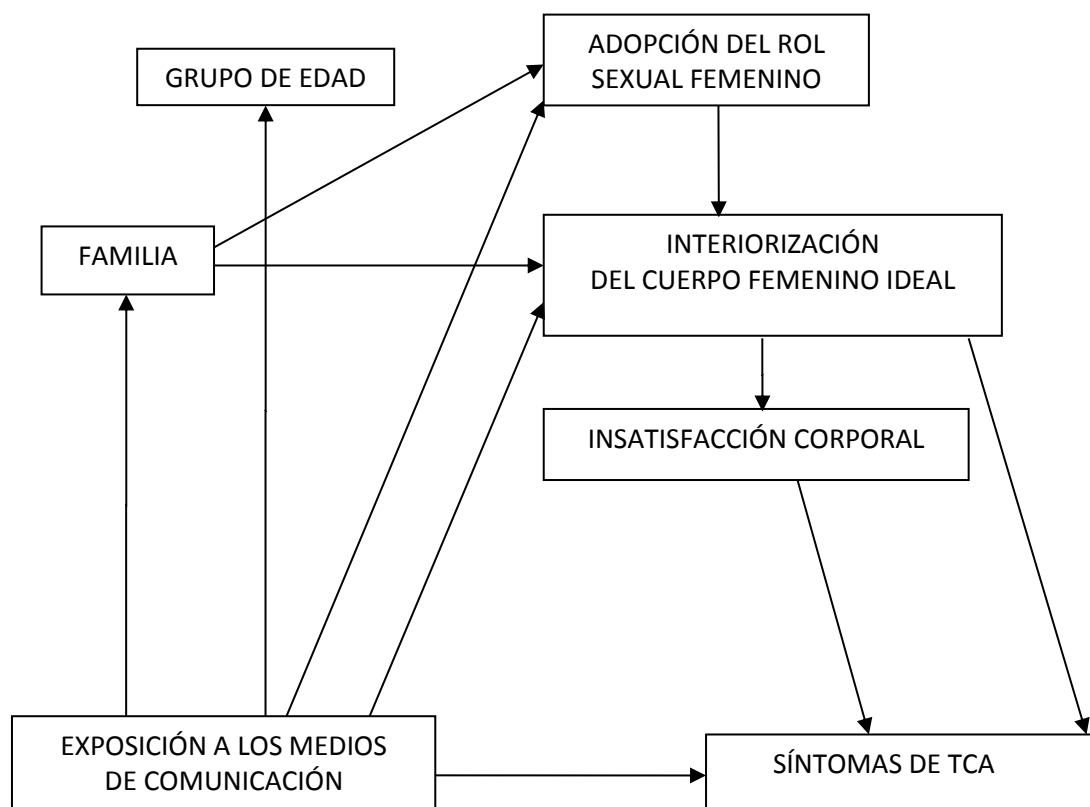 ADOPCIÓN DEL ROL
SEXUAL FEMENINO
GRUPO DE EDAD
FAMILIA
INTERIORIZACIÓN
DEL CUERPO FEMENINO IDEAL
INSATISFACCIÓN CORPORAL
EXPOSICIÓN A LOS MEDIOS
DE COMUNICACIÓN
SÍNTOMAS DE TCA